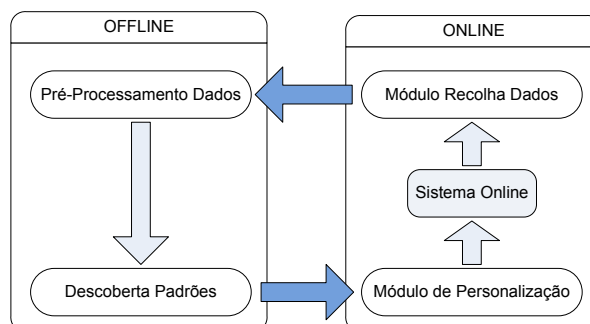 OFFLINE
ONLINE
Pré-Processamento Dados
Módulo Recolha Dados
Sistema Online
Descoberta Padrões
Módulo de Personalização